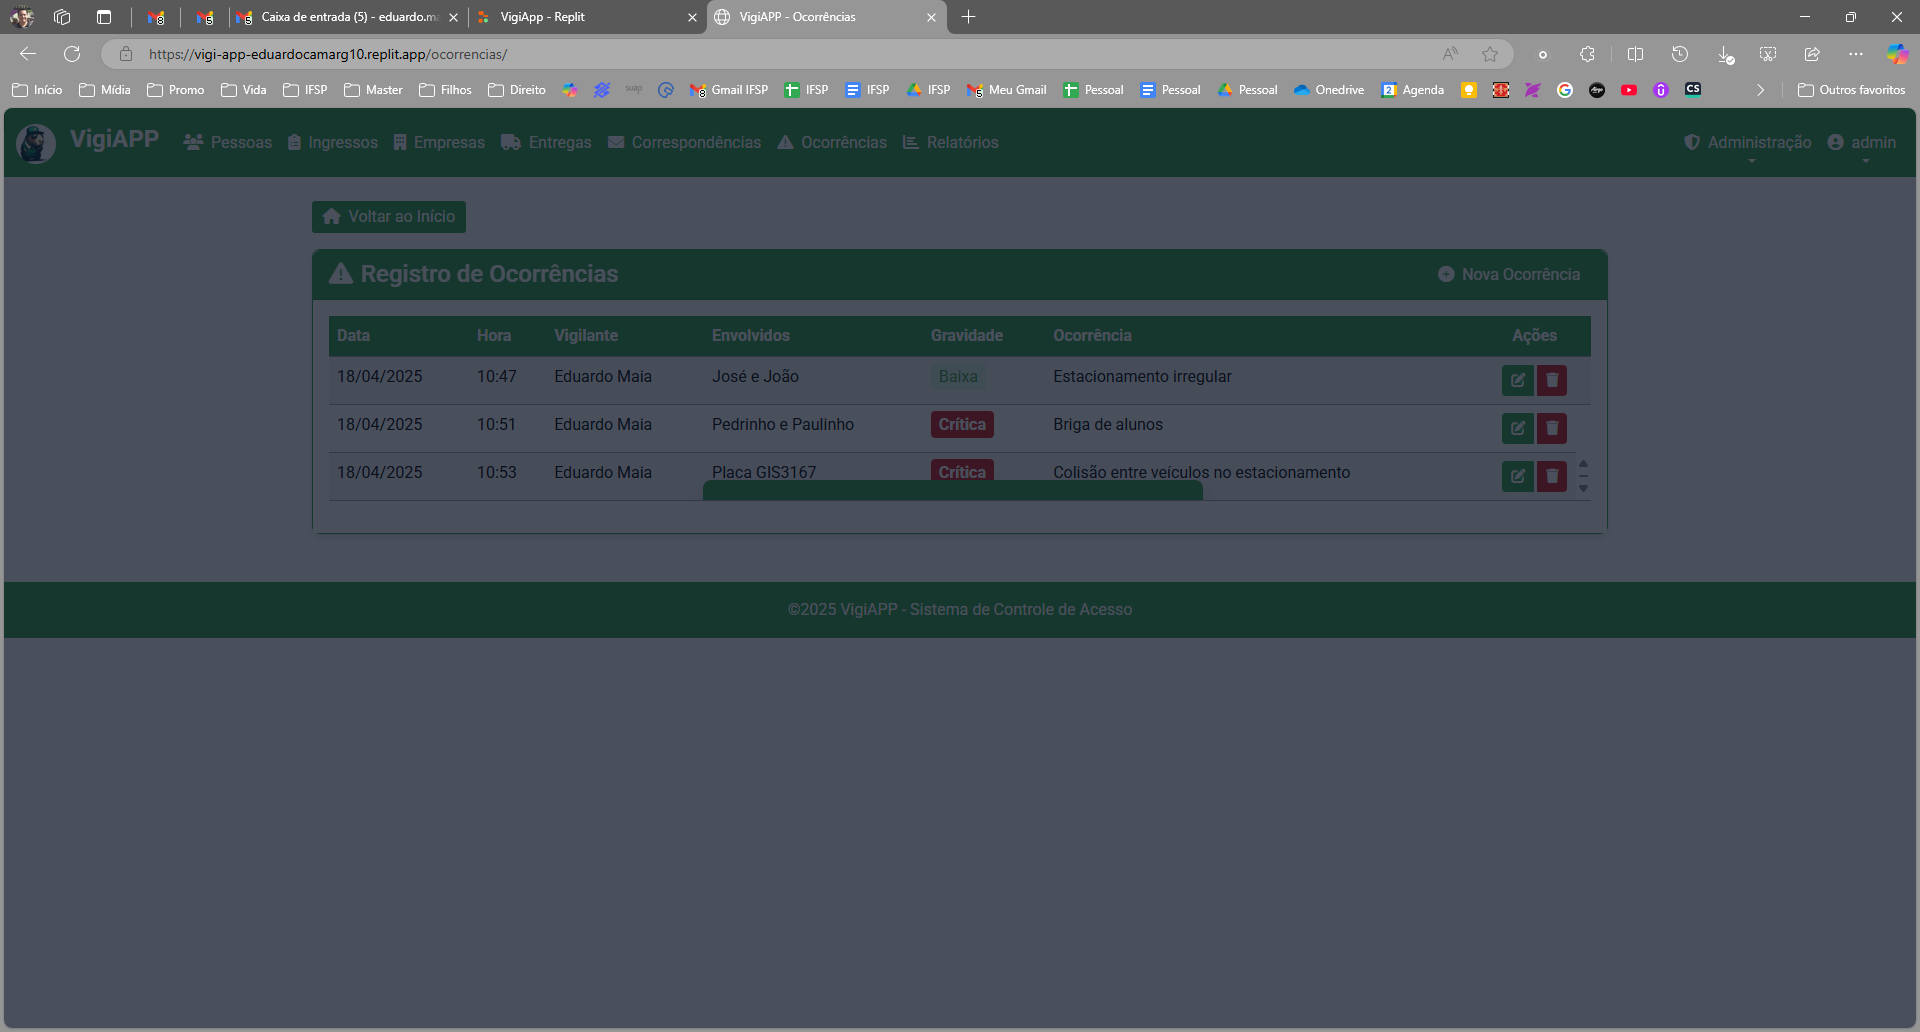 Caixa de entrada (5) - eduardo.ma
VigiApp - Replit
VigiAPP - Ocorrências
https://vigi-app-eduardocamarg10.replit.app/ocorrencias/
Início
Mídia
Promo
Vida
IFSP
Master
Filhos
Direito
suap
Gmail IFSP
IFSP
IFSP
IFSP
Meu Gmail
Pessoal
Pessoal
Pessoal
Onedrive
Agenda
CS
Outros favoritos
VigiAPP
Pessoas
Ingressos
Empresas
Entregas
Correspondências
Ocorrências
Relatórios
Administração
admin
Voltar ao Início
Registro de Ocorrências
Nova Ocorrência
Data Hora Vigilante Envolvidos Gravidade Ocorrência Ações
18/04/2025 10:47 Eduardo Maia José e João Baixa Estacionamento irregular
18/04/2025 10:51 Eduardo Maia Pedrinho e Paulinho Crítica Briga de alunos
18/04/2025 10:53 Eduardo Maia Placa GIS3167 Crítica Colisão entre veículos no estacionamento
©2025 VigiAPP - Sistema de Controle de Acesso